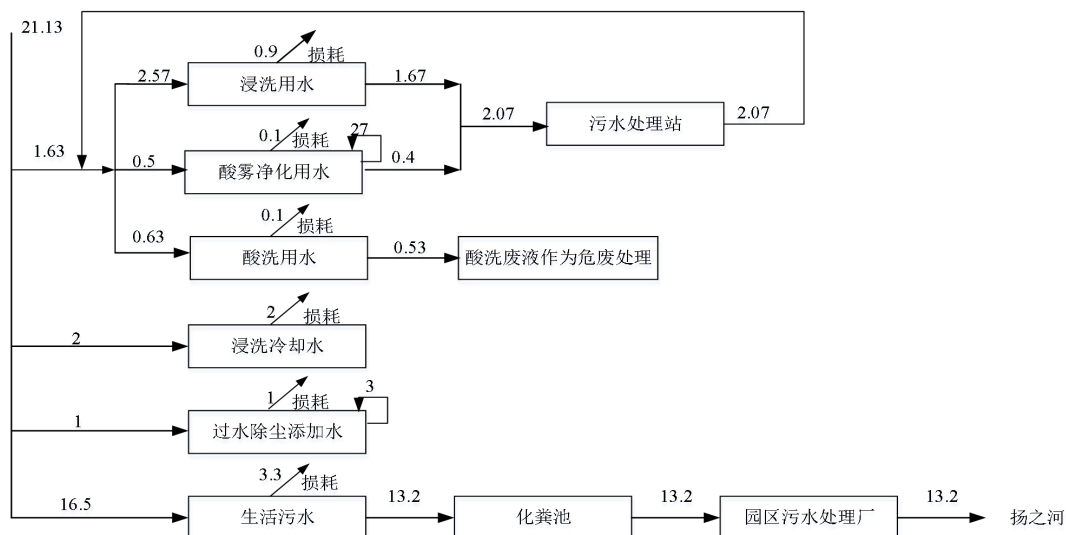 21.13
0.9
损耗
2.57
浸洗用水
1.67
2.07
污水处理站
2.07
0.1
损耗
27
1.63
0.5
酸雾净化用水
0.4
0.1
损耗
0.63
酸洗用水
0.53
酸洗废液作为危废处理
2
损耗
2
浸洗冷却水
1
损耗
3
1
过水除尘添加水
3.3
损耗
16.5
生活污水
13.2
化粪池
13.2
园区污水处理厂
13.2
扬之河